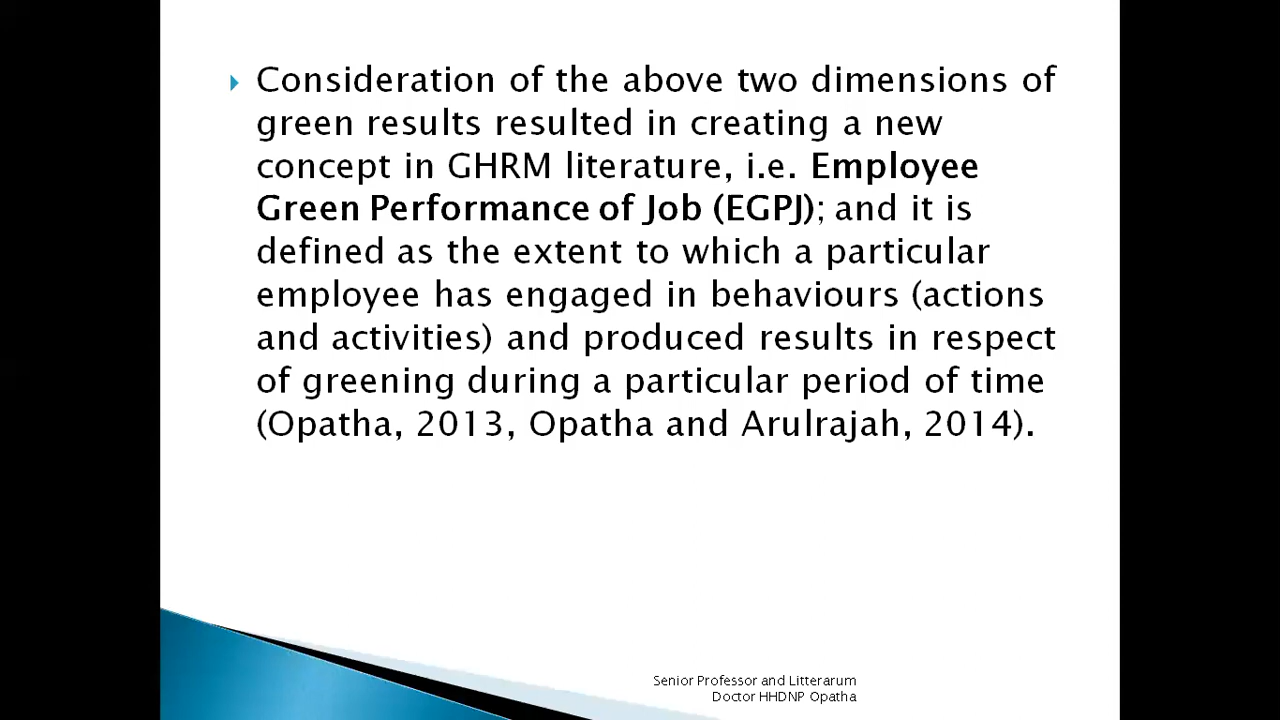 Consideration of the above two dimensions of
green results resulted in creating a new
concept in GHRM literature, i.e. Employee
Green Performance of Job (EGPJ); and it is
defined as the extent to which a particular
employee has engaged in behaviours (actions
and activities) and produced results in respect
of greening during a particular period of time
(Opatha, 2013, Opatha and Arulrajah, 2014).
Senior Professor and Litterarum
Doctor HHDNP Opatha